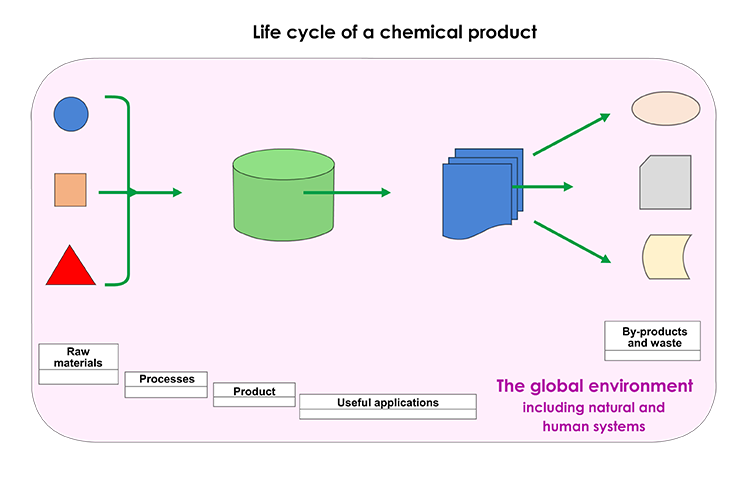 Life cycle of a chemical product
By-products
and waste
Raw
materials
Processes
Product
Useful applications
The global environment
including natural and
human systems